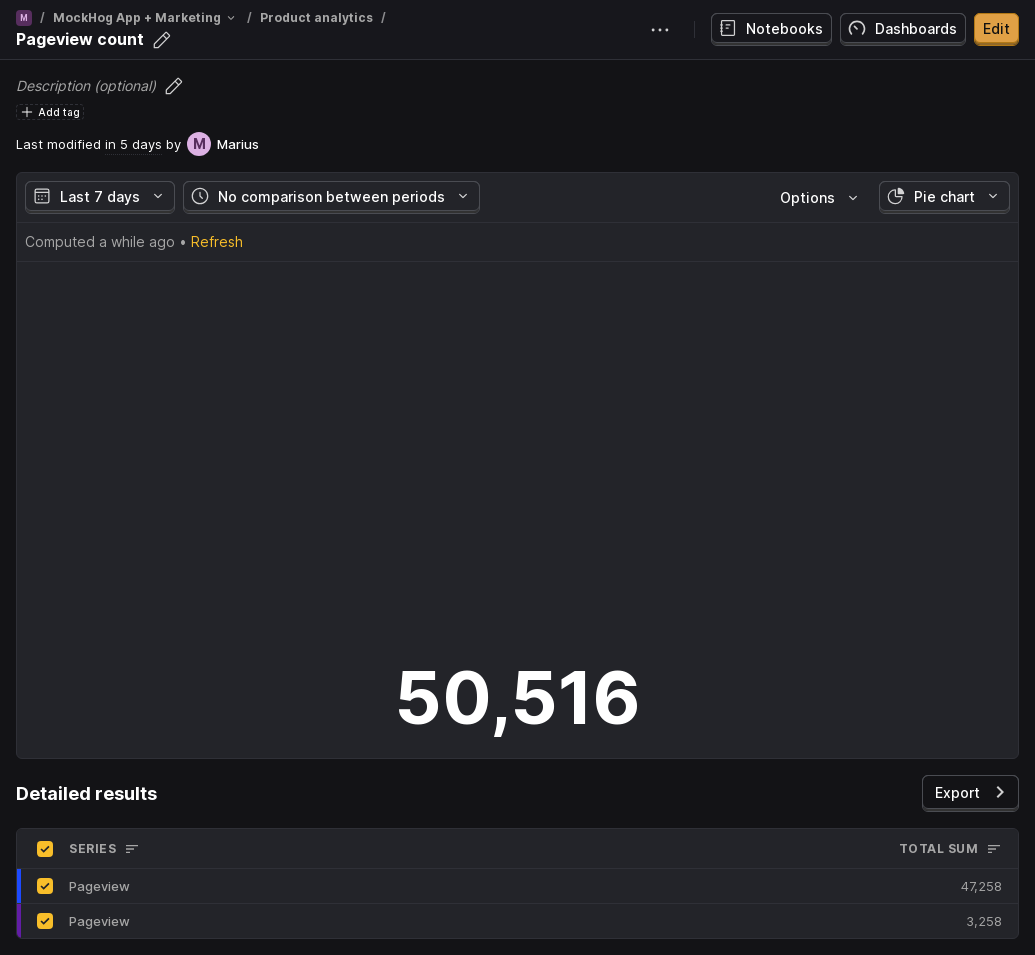 M / MockHog App + Marketing / Product analytics /
Pageview count
Notebooks
Dashboards
Edit
Description (optional)
Add tag
Last modified in 5 days by M Marius
Last 7 days
No comparison between periods
Options
Pie chart
Computed a while ago • Refresh
50,516
Detailed results
Export
SERIES
TOTAL SUM
Pageview
47,258
Pageview
3,258